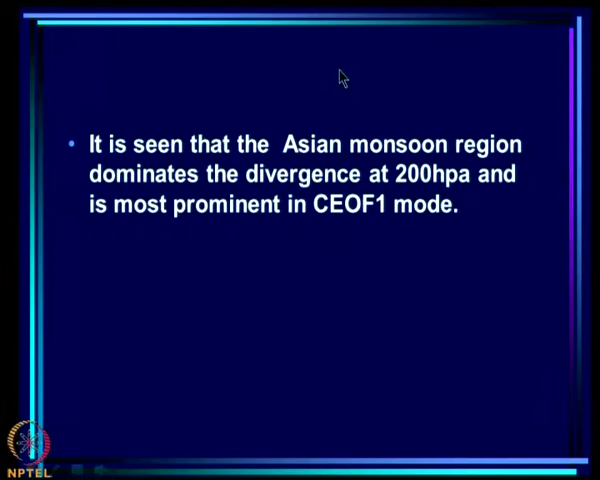 • It is seen that the Asian monsoon region
dominates the divergence at 200hpa and
is most prominent in CEOF1 mode.
NPTEL